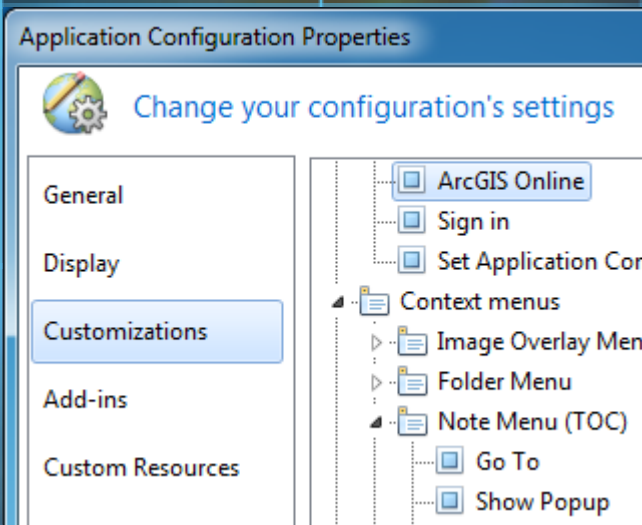 Application Configuration Properties
Change your configuration's settings
General
Display
Customizations
Add-ins
Custom Resources
ArcGIS Online
Sign in
Set Application Con
Context menus
Image Overlay Men
Folder Menu
Note Menu (TOC)
Go To
Show Popup